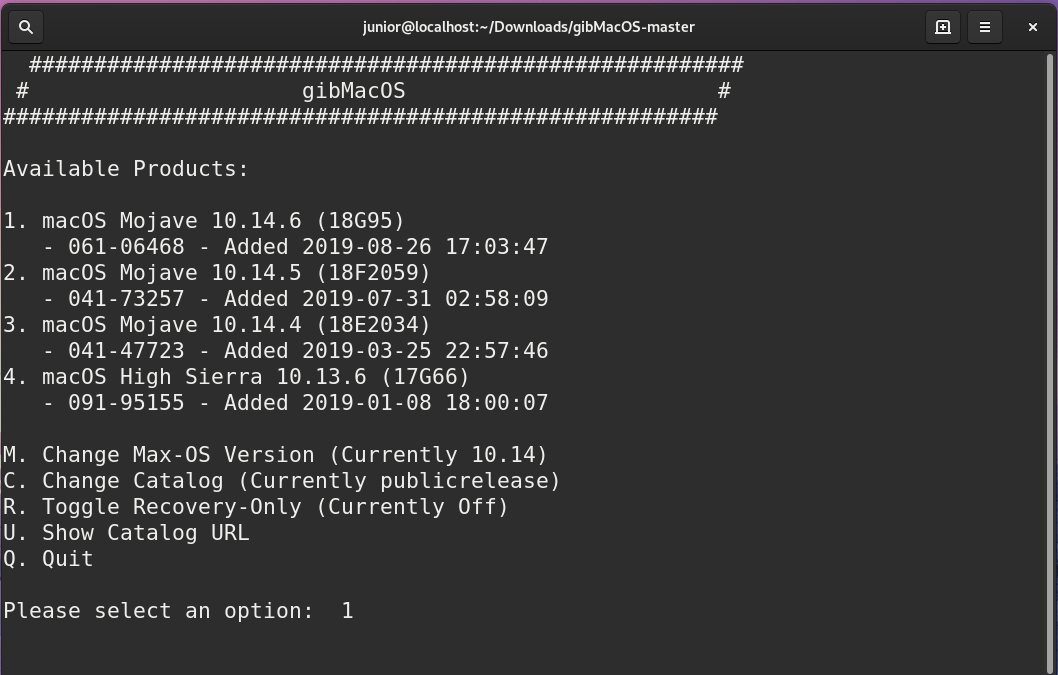 junior@localhost:~/Downloads/gibMacOS-master
#######################################################
# gibMacOS #
#######################################################
Available Products:
1. macOS Mojave 10.14.6 (18G95)
- 061-06468 - Added 2019-08-26 17:03:47
2. macOS Mojave 10.14.5 (18F2059)
- 041-73257 - Added 2019-07-31 02:58:09
3. macOS Mojave 10.14.4 (18E2034)
- 041-47723 - Added 2019-03-25 22:57:46
4. macOS High Sierra 10.13.6 (17G66)
- 091-95155 - Added 2019-01-08 18:00:07
M. Change Max-OS Version (Currently 10.14)
C. Change Catalog (Currently publicrelease)
R. Toggle Recovery-Only (Currently Off)
U. Show Catalog URL
Q. Quit
Please select an option: 1